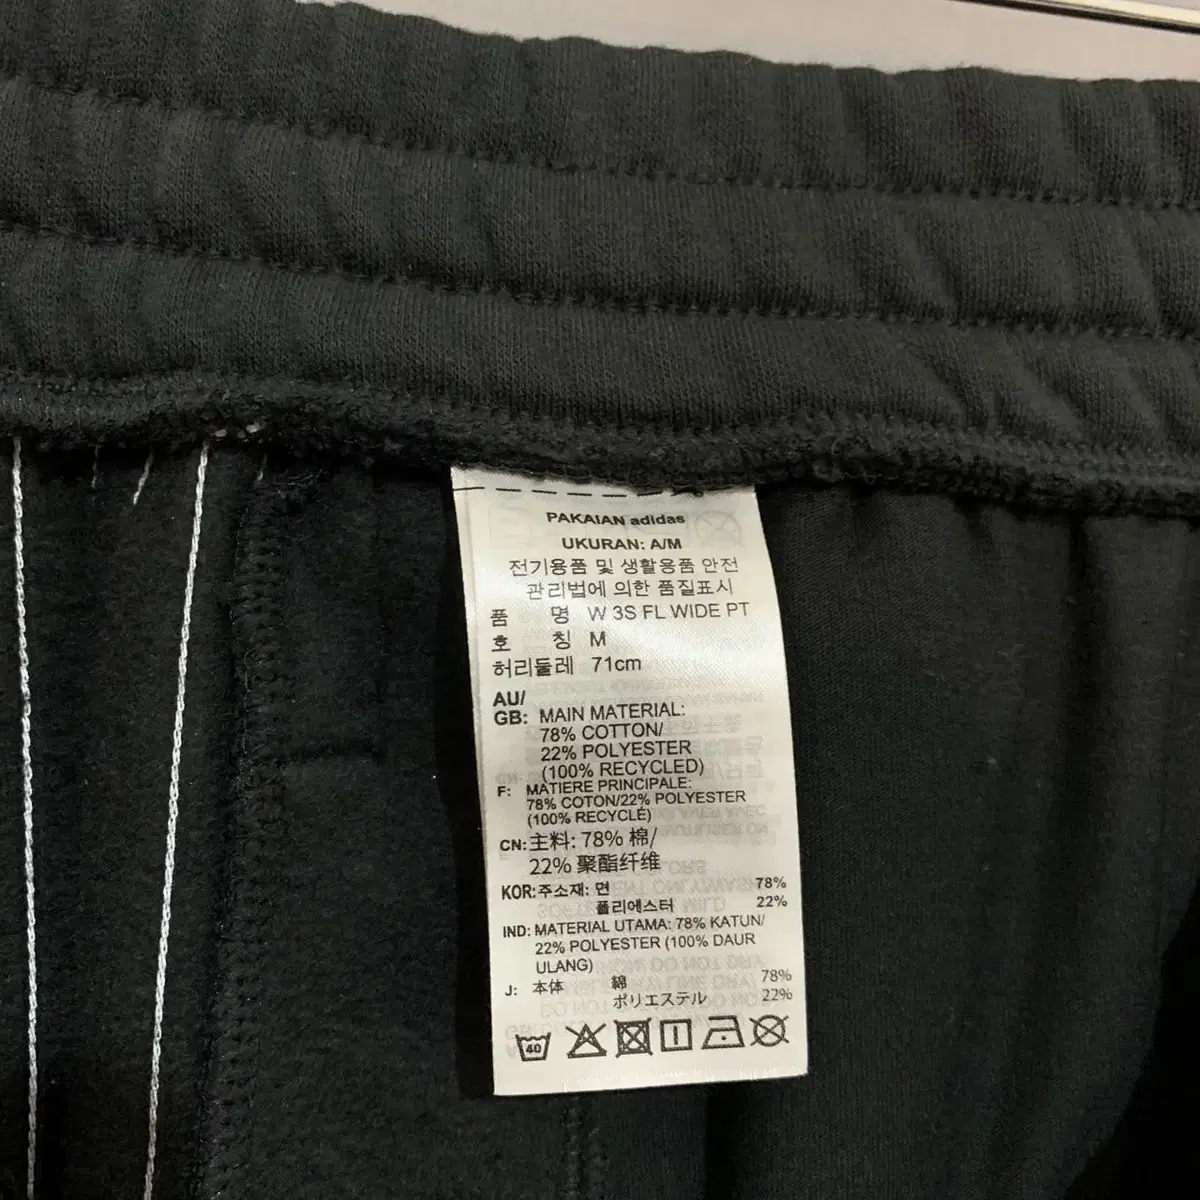 PAKAIAN adidas
UKURAN: A/M
전기용품 및 생활용품 안전
관리법에 의한 품질표시
품 명 W 3S FL WIDE PT
호 칭 M
허리둘레 71cm
AU/
GB: MAIN MATERIAL:
78% COTTON/
22% POLYESTER
(100% RECYCLED)
F: MATIERE PRINCIPALE:
78% COTON/22% POLYESTER
(100% RECYCLÉ)
CN: 主料: 78% 棉/
22% 聚酯纤维
KOR: 주소재: 면 78%
폴리에스터 22%
IND: MATERIAL UTAMA: 78% KATUN/
22% POLYESTER (100% DAUR
ULANG)
J: 本体 綿 78%
ポリエステル 22%
40